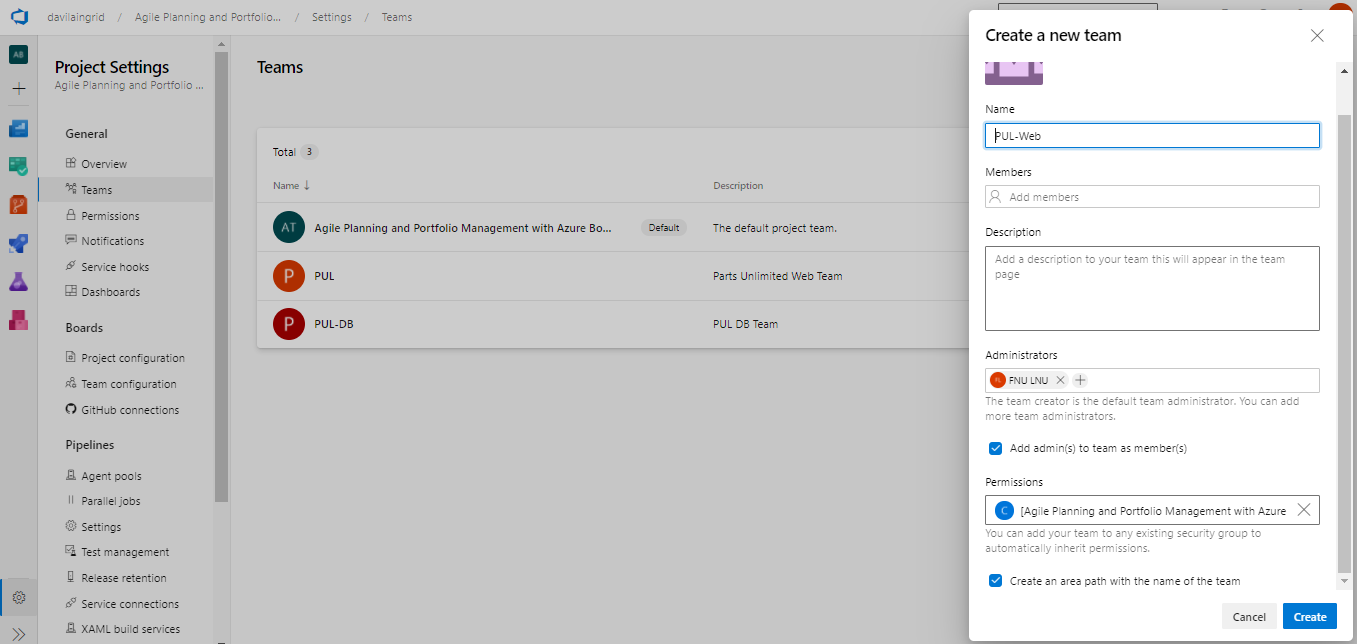 davilaingrid / Agile Planning and Portfolio... / Settings / Teams
AB
Project Settings
Agile Planning and Portfolio ...
General
Overview
Teams
Permissions
Notifications
Service hooks
Dashboards
Boards
Project configuration
Team configuration
GitHub connections
Pipelines
Agent pools
Parallel jobs
Settings
Test management
Release retention
Service connections
XAML build services
Teams
Total 3
Name ↓ Description
AT Agile Planning and Portfolio Management with Azure Bo... Default The default project team.
P PUL Parts Unlimited Web Team
P PUL-DB PUL DB Team
Create a new team
Name
PUL-Web
Members
Add members
Description
Add a description to your team this will appear in the team
page
Administrators
FL FNU LNU
The team creator is the default team administrator. You can add
more team administrators.
Add admin(s) to team as member(s)
Permissions
C [Agile Planning and Portfolio Management with Azure
You can add your team to any existing security group to
automatically inherit permissions.
Create an area path with the name of the team
Cancel Create